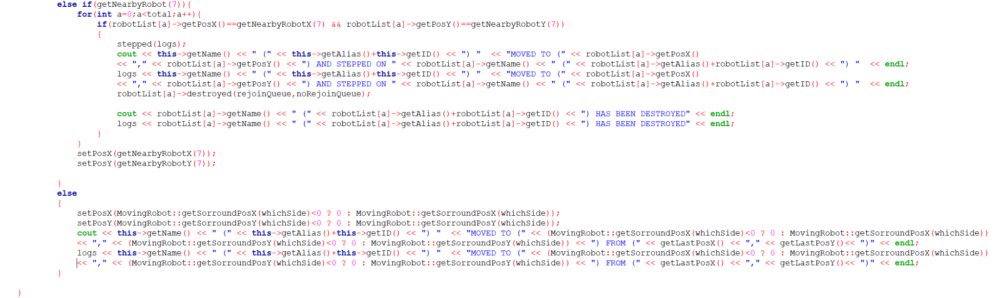 else if(getNearbyRobot(7)){
for(int a=0;a<total;a++){
if(robotList[a]->getPosX()==getNearbyRobotX(7) && robotList[a]->getPosY()==getNearbyRobotY(7))
{
stepped(logs);
cout << this->getName() << " (" << this->getAlias()+this->getID() << ") "  << "MOVED TO (" << robotList[a]->getPosX()
<< "," << robotList[a]->getPosY() << ") AND STEPPED ON " << robotList[a]->getName() << " (" << robotList[a]->getAlias()+robotList[a]->getID() << ") "  << endl;
logs << this->getName() << " (" << this->getAlias()+this->getID() << ") "  << "MOVED TO (" << robotList[a]->getPosX()
<< "," << robotList[a]->getPosY() << ") AND STEPPED ON " << robotList[a]->getName() << " (" << robotList[a]->getAlias()+robotList[a]->getID() << ") "  << endl;
robotList[a]->destroyed(rejoinQueue,noRejoinQueue);
cout << robotList[a]->getName() << " (" << robotList[a]->getAlias()+robotList[a]->getID() << ") HAS BEEN DESTROYED" << endl;
logs << robotList[a]->getName() << " (" << robotList[a]->getAlias()+robotList[a]->getID() << ") HAS BEEN DESTROYED" << endl;
}
}
setPosX(getNearbyRobotX(7));
setPosY(getNearbyRobotY(7));
}
else
{
setPosX(MovingRobot::getSorroundPosX(whichSide)<0 ? 0 : MovingRobot::getSorroundPosX(whichSide));
setPosY(MovingRobot::getSorroundPosY(whichSide)<0 ? 0 : MovingRobot::getSorroundPosY(whichSide));
cout << this->getName() << " (" << this->getAlias()+this->getID() << ") "  << "MOVED TO (" << (MovingRobot::getSorroundPosX(whichSide)<0 ? 0 : MovingRobot::getSorroundPosX(whichSide))
<< "," << (MovingRobot::getSorroundPosY(whichSide)<0 ? 0 : MovingRobot::getSorroundPosY(whichSide)) << ") FROM (" << getLastPosX() << "," << getLastPosY()<< ")" << endl;
logs << this->getName() << " (" << this->getAlias()+this->getID() << ") "  << "MOVED TO (" << (MovingRobot::getSorroundPosX(whichSide)<0 ? 0 : MovingRobot::getSorroundPosX(whichSide))
<< "," << (MovingRobot::getSorroundPosY(whichSide)<0 ? 0 : MovingRobot::getSorroundPosY(whichSide)) << ") FROM (" << getLastPosX() << "," << getLastPosY()<< ")" << endl;
}
}